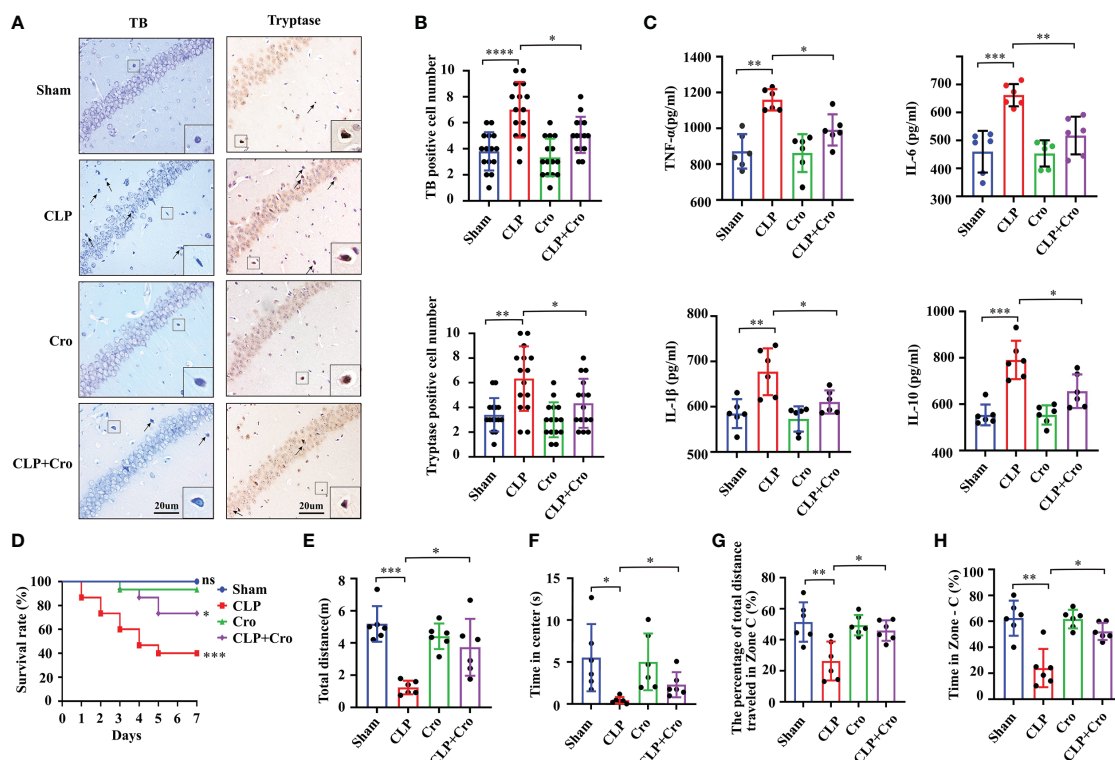 A
TB
Tryptase
Sham
CLP
Cro
CLP+Cro
20um
20um
B
TB positive cell number
**** *
12
10
8
6
4
2
0
Sham CLP Cro CLP+Cro
Tryptase positive cell number
** *
12
10
8
6
4
2
0
Sham CLP Cro CLP+Cro
C
TNF-α(pg/ml)
** *
1400
1200
1000
800
600
Sham CLP Cro CLP+Cro
IL-6 (pg/ml)
*** **
800
700
600
500
400
300
Sham CLP Cro CLP+Cro
IL-1β (pg/ml)
** *
800
700
600
500
Sham CLP Cro CLP+Cro
IL-10 (pg/ml)
*** *
1000
800
600
400
Sham CLP Cro CLP+Cro
D
Survival rate (%)
100
80
60
40
20
0
0 1 2 3 4 5 6 7
Days
ns
*
***
Sham
CLP
Cro
CLP+Cro
E
Total distance(m)
*** *
10
8
6
4
2
0
Sham CLP Cro CLP+Cro
F
Time in center (s)
* *
15
10
5
0
Sham CLP Cro CLP+Cro
G
The percentage of total distance
traveled in Zone C (%)
** *
80
60
40
20
0
Sham CLP Cro CLP+Cro
H
Time in Zone - C (%)
** *
100
80
60
40
20
0
Sham CLP Cro CLP+Cro